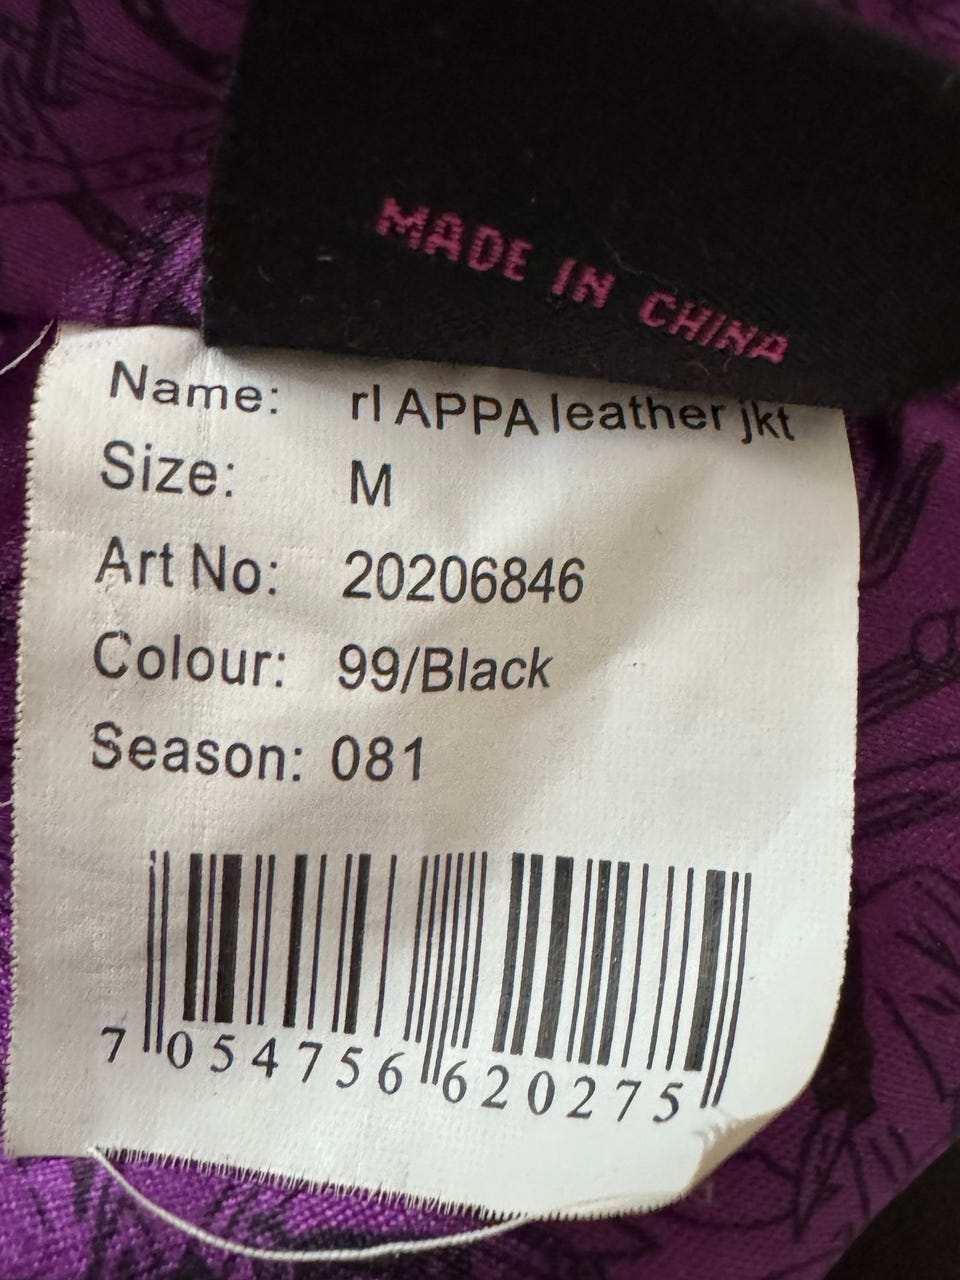 MADE IN CHINA
Name: rl APPA leather jkt
Size: M
Art No: 20206846
Colour: 99/Black
Season: 081
7 054756 620275